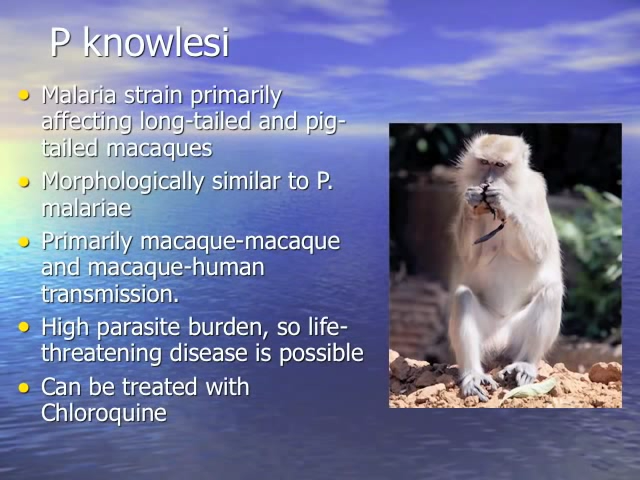 P knowlesi
Malaria strain primarily
affecting long-tailed and pig-
tailed macaques
Morphologically similar to P.
malariae
Primarily macaque-macaque
and macaque-human
transmission.
High parasite burden, so life-
threatening disease is possible
Can be treated with
Chloroquine